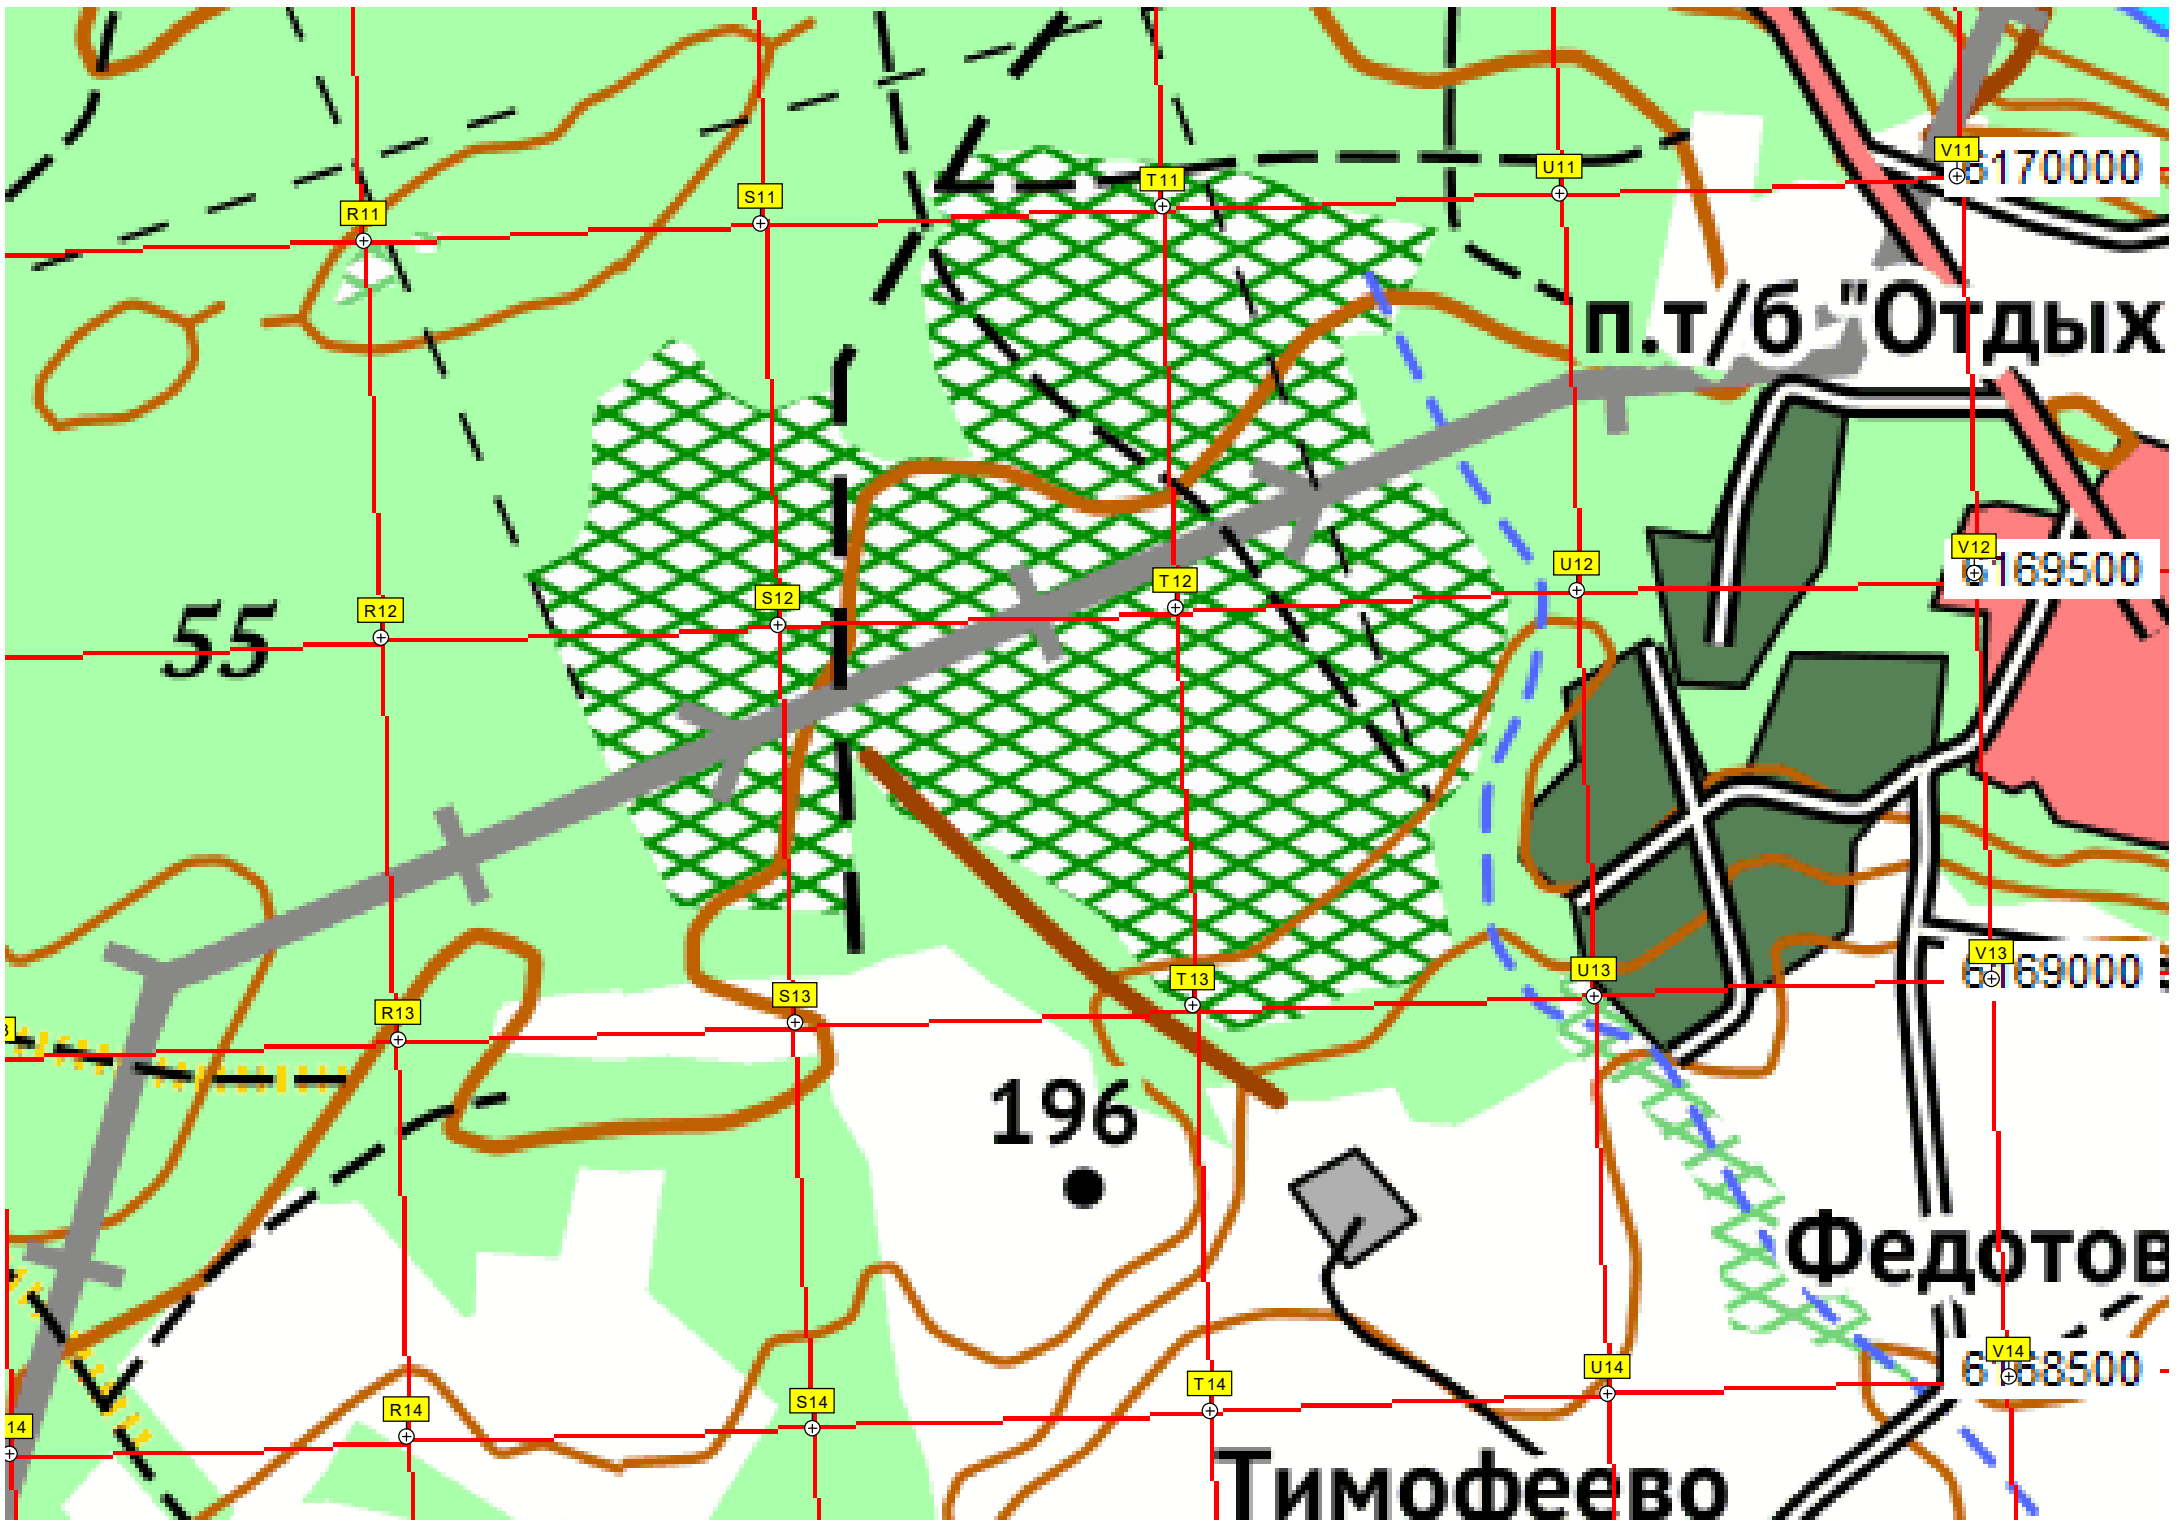 V11
6170000
U11
T11
S11
R11
п.т/б "Отдых
V12
6169500
U12
T12
S12
R12
55
V13
6169000
U13
T13
S13
R13
3
196
Федотов
V14
6168500
U14
T14
S14
R14
14
Тимофеево